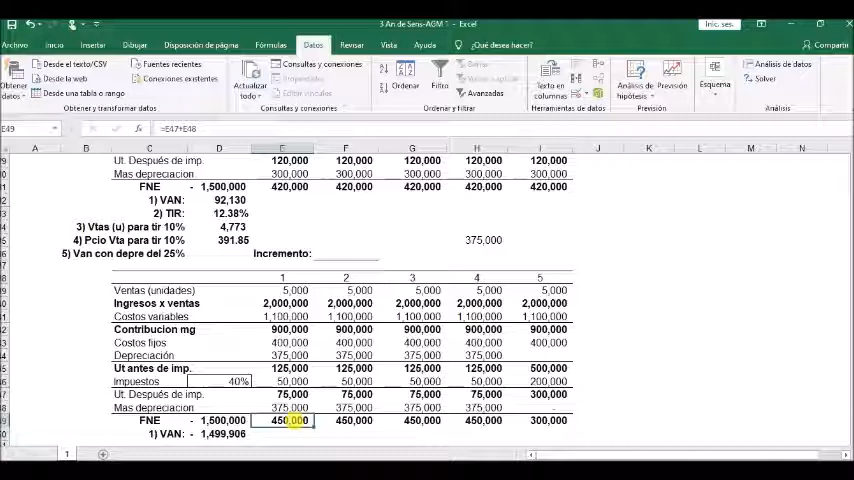 3 An de Sens-AGM 1 - Excel
Inic. ses.
Archivo Inicio Insertar Dibujar Disposición de página Fórmulas Datos Revisar Vista Ayuda ¿Qué desea hacer? Compartir
Obtener datos
Desde el texto/CSV
Desde la web
Desde una tabla o rango
Fuentes recientes
Conexiones existentes
Obtener y transformar datos
Actualizar todo
Consultas y conexiones
Propiedades
Consultas y conexiones
Ordenar
Filtro
Borrar
Avanzadas
Ordenar y filtrar
Texto en columnas
Herramientas de datos
Análisis de hipótesis
Previsión
Previsión
Esquema
Análisis de datos
Solver
Análisis
E49 fx =E47+E48
A B C D E F G H I J K L M N
Ut. Después de imp. 120,000 120,000 120,000 120,000 120,000
Mas depreciacion 300,000 300,000 300,000 300,000 300,000
FNE - 1,500,000 420,000 420,000 420,000 420,000 420,000
1) VAN: 92,130
2) TIR: 12.38%
3) Vtas (u) para tir 10% 4,773
4) Pcio Vta para tir 10% 391.85 375,000
5) Van con depre del 25% Incremento:
1 2 3 4 5
Ventas (unidades) 5,000 5,000 5,000 5,000 5,000
Ingresos x ventas 2,000,000 2,000,000 2,000,000 2,000,000 2,000,000
Costos variables 1,100,000 1,100,000 1,100,000 1,100,000 1,100,000
Contribucion mg 900,000 900,000 900,000 900,000 900,000
Costos fijos 400,000 400,000 400,000 400,000 400,000
Depreciación 375,000 375,000 375,000 375,000
Ut antes de imp. 125,000 125,000 125,000 125,000 500,000
Impuestos 40% 50,000 50,000 50,000 50,000 200,000
Ut. Después de imp. 75,000 75,000 75,000 75,000 300,000
Mas depreciacion 375,000 375,000 375,000 375,000 -
FNE - 1,500,000 450,000 450,000 450,000 450,000 300,000
1) VAN: - 1,499,906
1